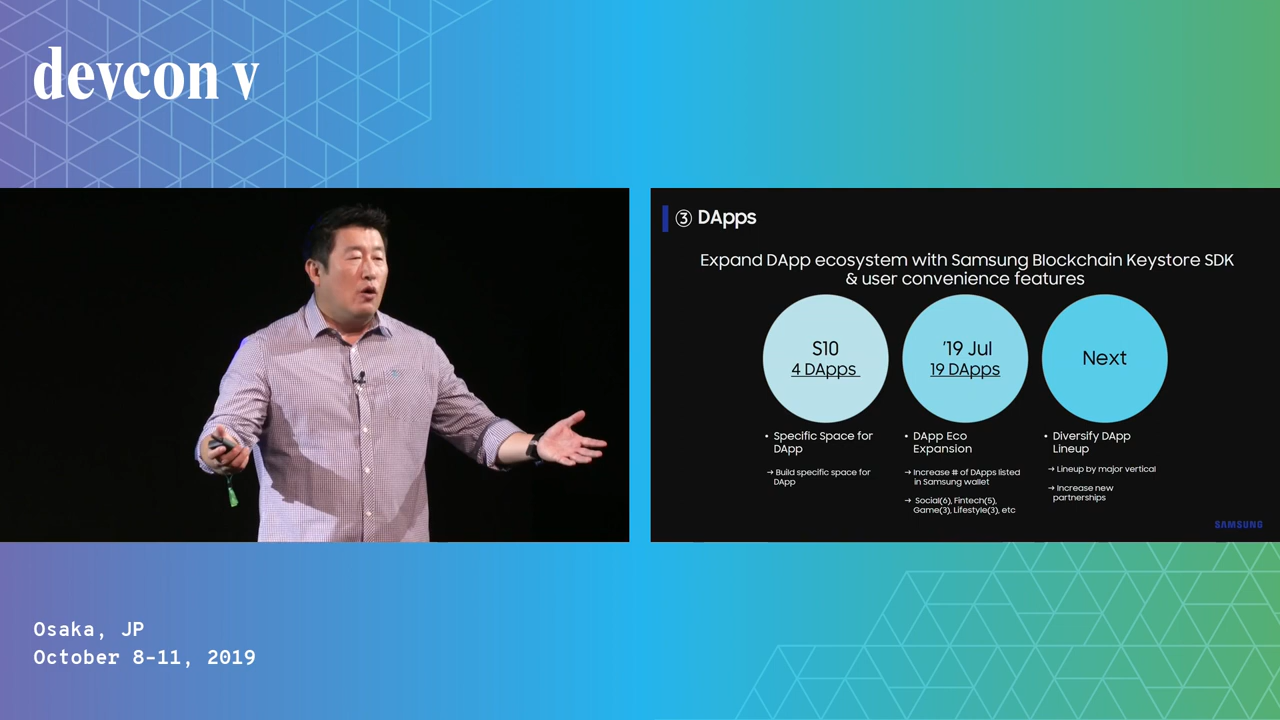 devcon v
③ DApps
Expand DApp ecosystem with Samsung Blockchain Keystore SDK
& user convenience features
S10
4 DApps
'19 Jul
19 DApps
Next
• Specific Space for
DApp
→ Build specific space for
DApp
• DApp Eco
Expansion
→ Increase # of DApps listed
in Samsung wallet
→ Social(6), Fintech(5),
Game(3), Lifestyle(3), etc
• Diversify DApp
Lineup
→ Lineup by major vertical
→ Increase new
partnerships
SAMSUNG
Osaka, JP
October 8-11, 2019